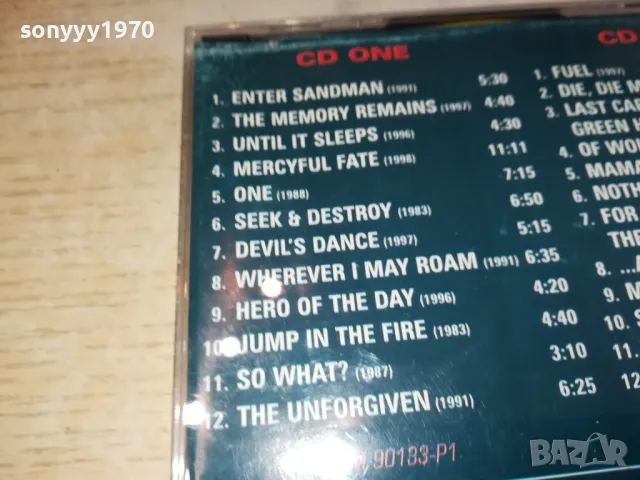 sonyyy1970
CD ONE
1. ENTER SANDMAN (1991) 5:30
2. THE MEMORY REMAINS (1997) 4:40
3. UNTIL IT SLEEPS (1996) 4:30
4. MERCYFUL FATE (1998) 11:11
5. ONE (1988) 7:15
6. SEEK & DESTROY (1983) 6:50
7. DEVIL'S DANCE (1997) 5:15
8. WHEREVER I MAY ROAM (1991) 6:35
9. HERO OF THE DAY (1996) 4:20
10. JUMP IN THE FIRE (1983) 4:40
11. SO WHAT? (1987) 3:10
12. THE UNFORGIVEN (1991) 6:25
90133-P1
CD
1. FUEL (1997)
2. DIE, DIE M
3. LAST CA
GREEN
4. OF WO
5. MAM
6. NOTH
7. FOR
THE
8. ...A
9. M
10. S
11.
12.
BAZAR